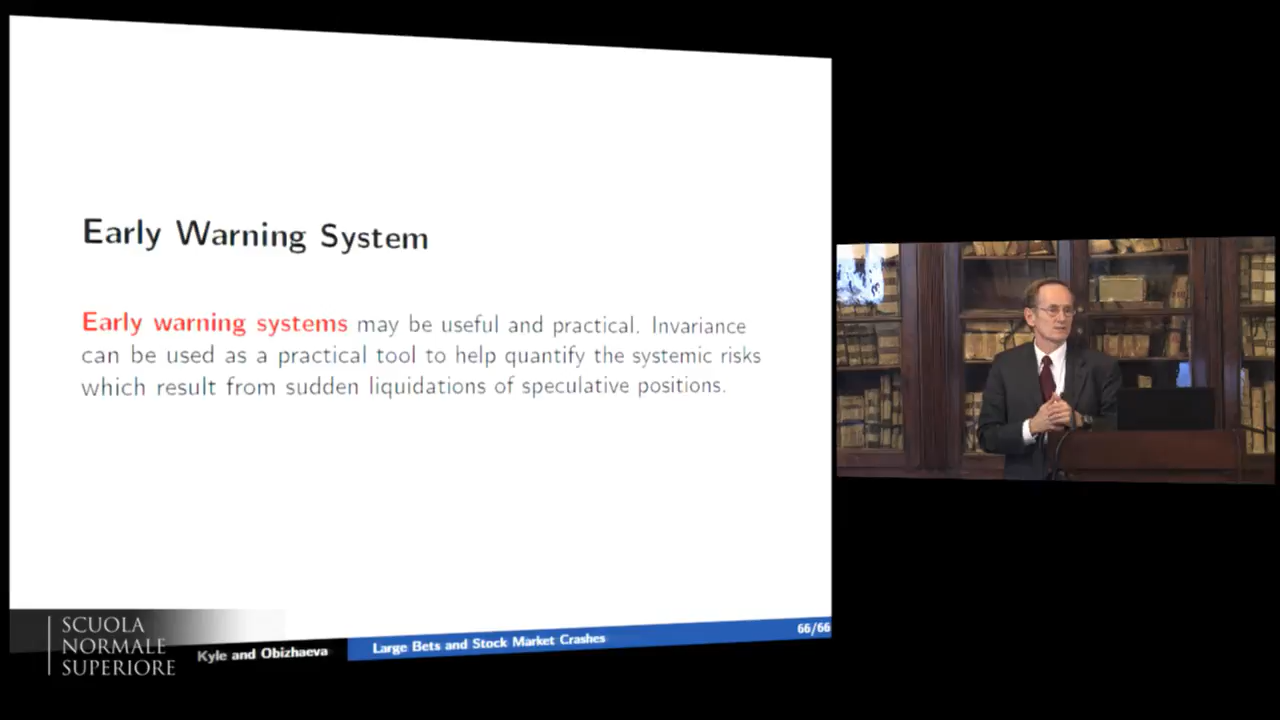 Early Warning System
Early warning systems may be useful and practical. Invariance
can be used as a practical tool to help quantify the systemic risks
which result from sudden liquidations of speculative positions.
66/66
Kyle and Obizhaeva
Large Bets and Stock Market Crashes
SCUOLA
NORMALE
SUPERIORE